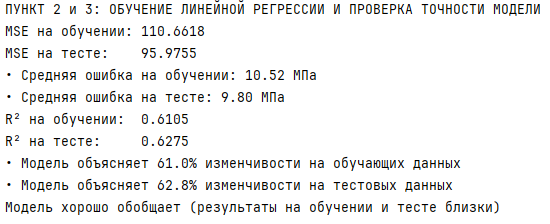 ПУНКТ 2 и 3: ОБУЧЕНИЕ ЛИНЕЙНОЙ РЕГРЕССИИ И ПРОВЕРКА ТОЧНОСТИ МОДЕЛИ
MSE на обучении: 110.6618
MSE на тесте: 95.9755
• Средняя ошибка на обучении: 10.52 МПа
• Средняя ошибка на тесте: 9.80 МПа
R² на обучении: 0.6105
R² на тесте: 0.6275
• Модель объясняет 61.0% изменчивости на обучающих данных
• Модель объясняет 62.8% изменчивости на тестовых данных
Модель хорошо обобщает (результаты на обучении и тесте близки)